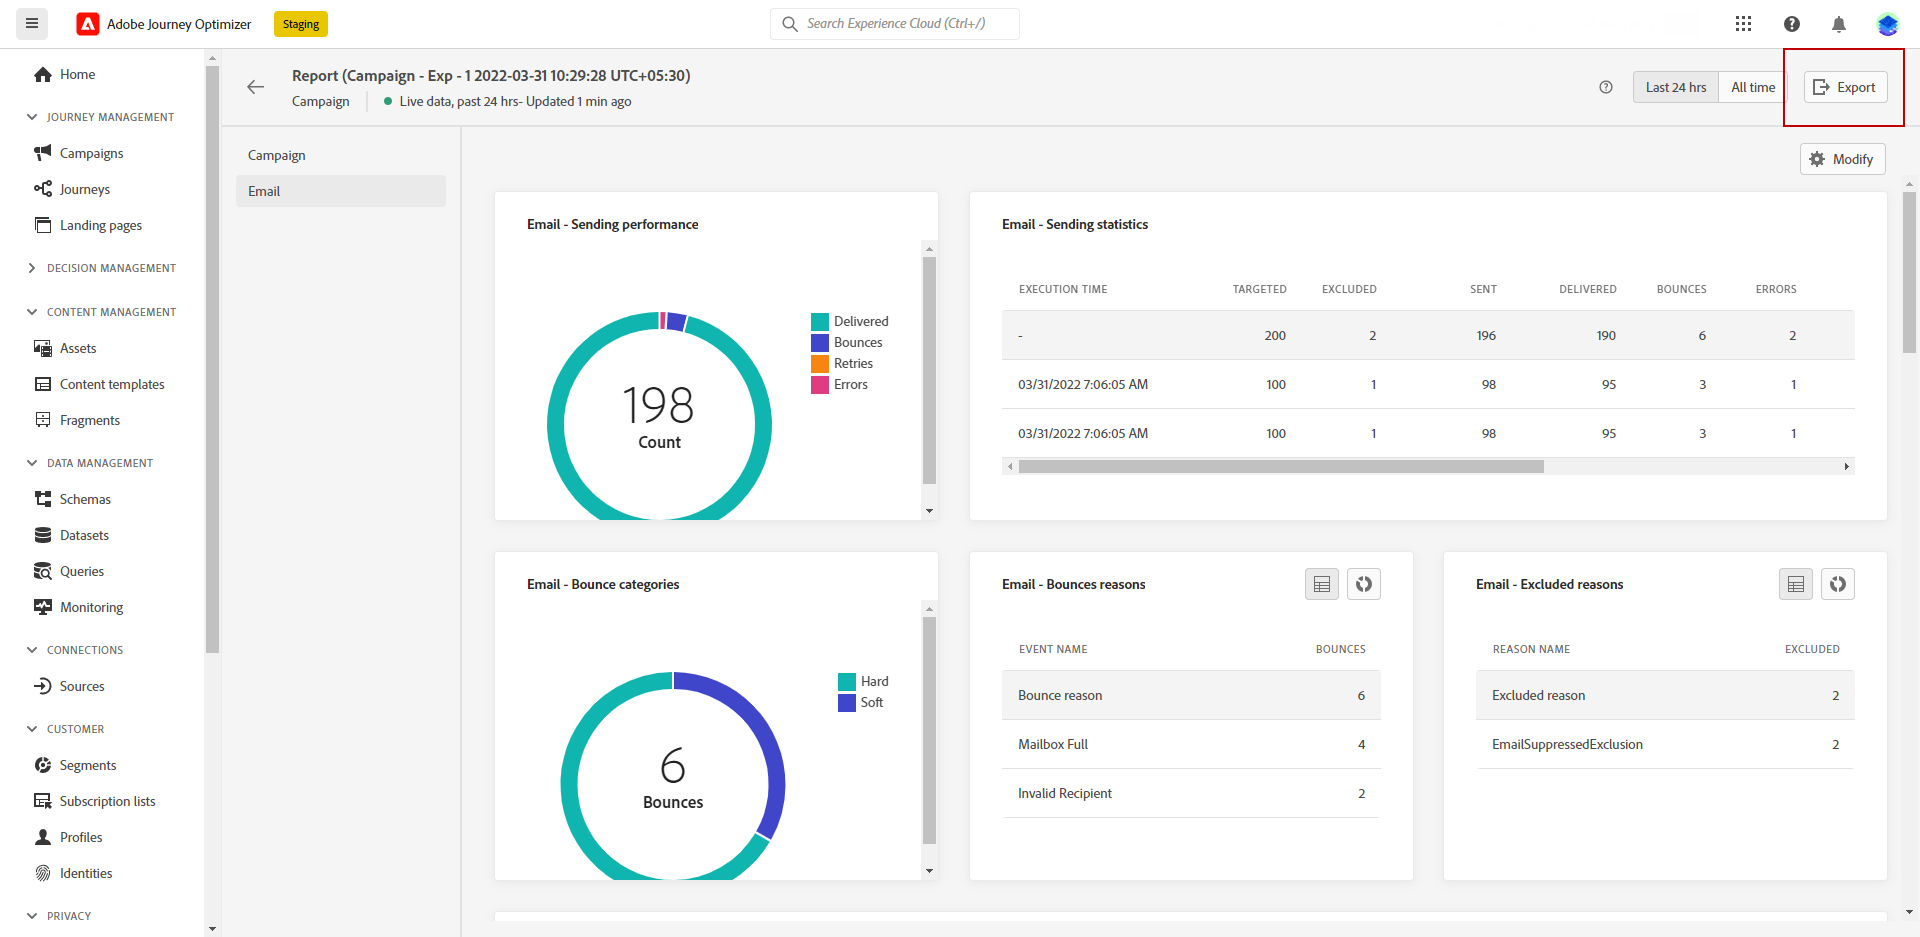 Adobe Journey Optimizer
Staging
Search Experience Cloud (Ctrl+/)
Home
JOURNEY MANAGEMENT
Campaigns
Journeys
Landing pages
DECISION MANAGEMENT
CONTENT MANAGEMENT
Assets
Content templates
Fragments
DATA MANAGEMENT
Schemas
Datasets
Queries
Monitoring
CONNECTIONS
Sources
CUSTOMER
Segments
Subscription lists
Profiles
Identities
PRIVACY
Report (Campaign - Exp - 1 2022-03-31 10:29:28 UTC+05:30)
Campaign
Live data, past 24 hrs- Updated 1 min ago
Last 24 hrs
All time
Export
Campaign
Email
Modify
Email - Sending performance
198
Count
Delivered
Bounces
Retries
Errors
Email - Sending statistics
EXECUTION TIME TARGETED EXCLUDED SENT DELIVERED BOUNCES ERRORS
- 200 2 196 190 6 2
03/31/2022 7:06:05 AM 100 1 98 95 3 1
03/31/2022 7:06:05 AM 100 1 98 95 3 1
Email - Bounce categories
6
Bounces
Hard
Soft
Email - Bounces reasons
EVENT NAME BOUNCES
Bounce reason 6
Mailbox Full 4
Invalid Recipient 2
Email - Excluded reasons
REASON NAME EXCLUDED
Excluded reason 2
EmailSuppressedExclusion 2